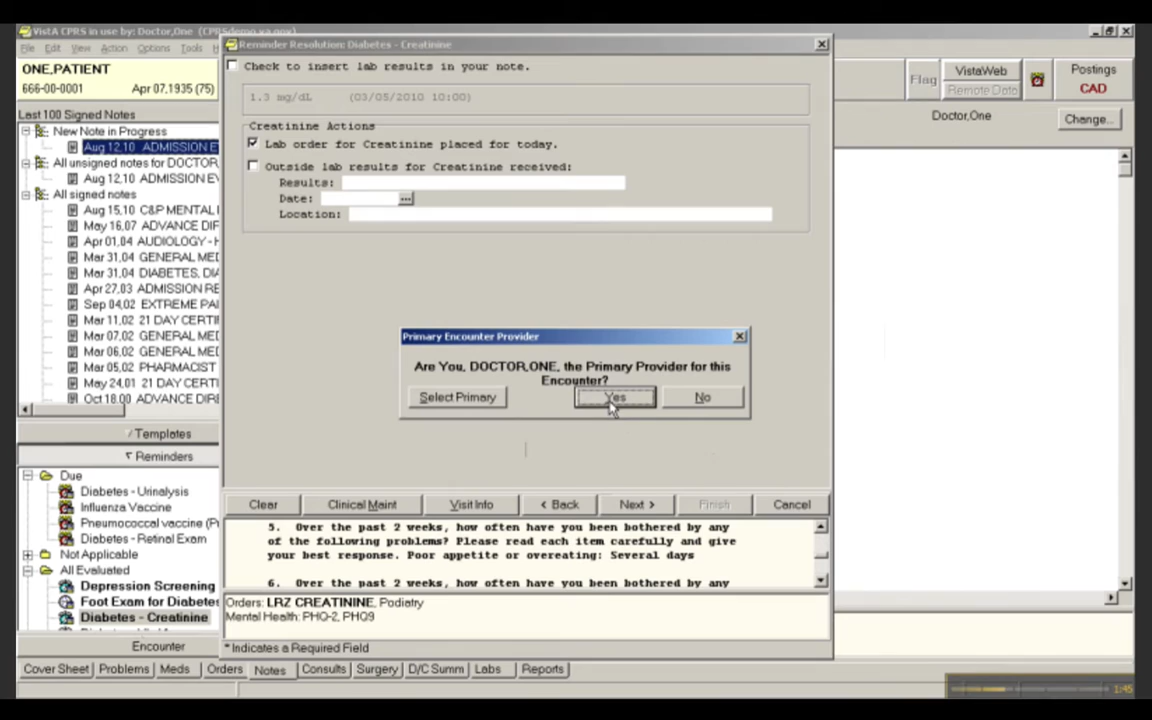 VistA CPRS in use by: Doctor,One (CPRSdemo.va.gov)
Reminder Resolution: Diabetes - Creatinine
File Edit View Action Options Tools
ONE,PATIENT
666-00-0001 Apr 07,1935 (75)
Flag
VistaWeb
Remote Data
Postings
CAD
Doctor,One
Change...
Last 100 Signed Notes
New Note in Progress
Aug 12,10 ADMISSION E
All unsigned notes for DOCTOR,
Aug 12,10 ADMISSION E
All signed notes
Aug 15,10 C&P MENTAL
May 16,07 ADVANCE DIF
Apr 01,04 AUDIOLOGY - H
Mar 31,04 GENERAL MED
Mar 31,04 DIABETES, DIA
Apr 27,03 ADMISSION RE
Sep 04,02 EXTREME PAI
Mar 11,02 21 DAY CERTI
Mar 07,02 GENERAL MED
Mar 06,02 GENERAL MED
Mar 05,02 PHARMACIST
May 24,01 21 DAY CERTI
Oct 18,00 ADVANCE DIRE
Templates
Reminders
Due
Diabetes - Urinalysis
Influenza Vaccine
Pneumococcal vaccine (P
Diabetes - Retinal Exam
Not Applicable
All Evaluated
Depression Screening
Foot Exam for Diabete
Diabetes - Creatinine
Encounter
Check to insert lab results in your note.
1.3 mg/dL (03/05/2010 10:00)
Creatinine Actions
Lab order for Creatinine placed for today.
Outside lab results for Creatinine received:
Results:
Date: ...
Location:
Primary Encounter Provider
Are You, DOCTOR,ONE, the Primary Provider for this
Encounter?
Select Primary Yes No
Clear Clinical Maint Visit Info < Back Next > Finish Cancel
5. Over the past 2 weeks, how often have you been bothered by any
of the following problems? Please read each item carefully and give
your best response. Poor appetite or overeating: Several days
6. Over the past 2 weeks, how often have you been bothered by any
Orders: LRZ CREATININE, Podiatry
Mental Health: PHQ-2, PHQ9
* Indicates a Required Field
Cover Sheet Problems Meds Orders Notes Consults Surgery D/C Summ Labs Reports
1:45